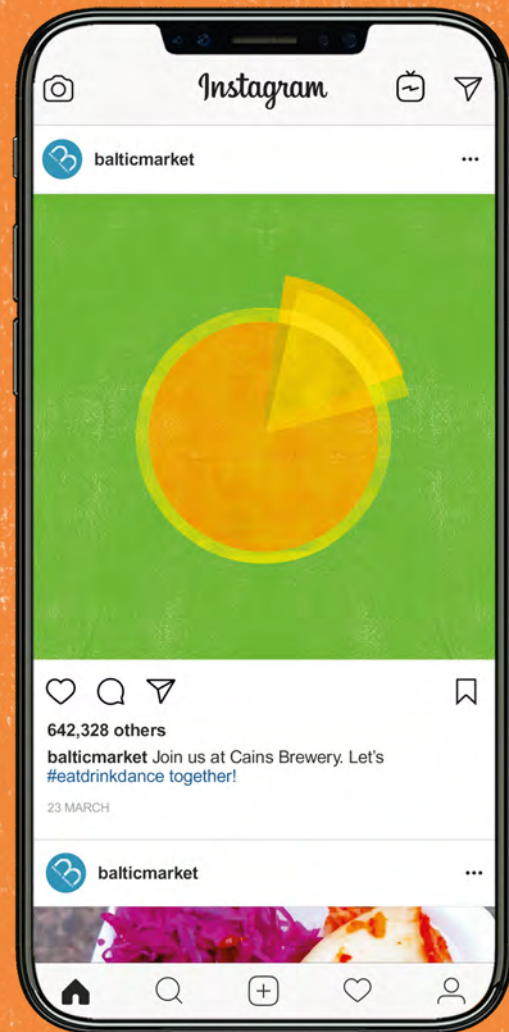 Instagram
balticmarket
642,328 others
balticmarket Join us at Cains Brewery. Let's
#eatdrinkdance together!
23 MARCH
balticmarket